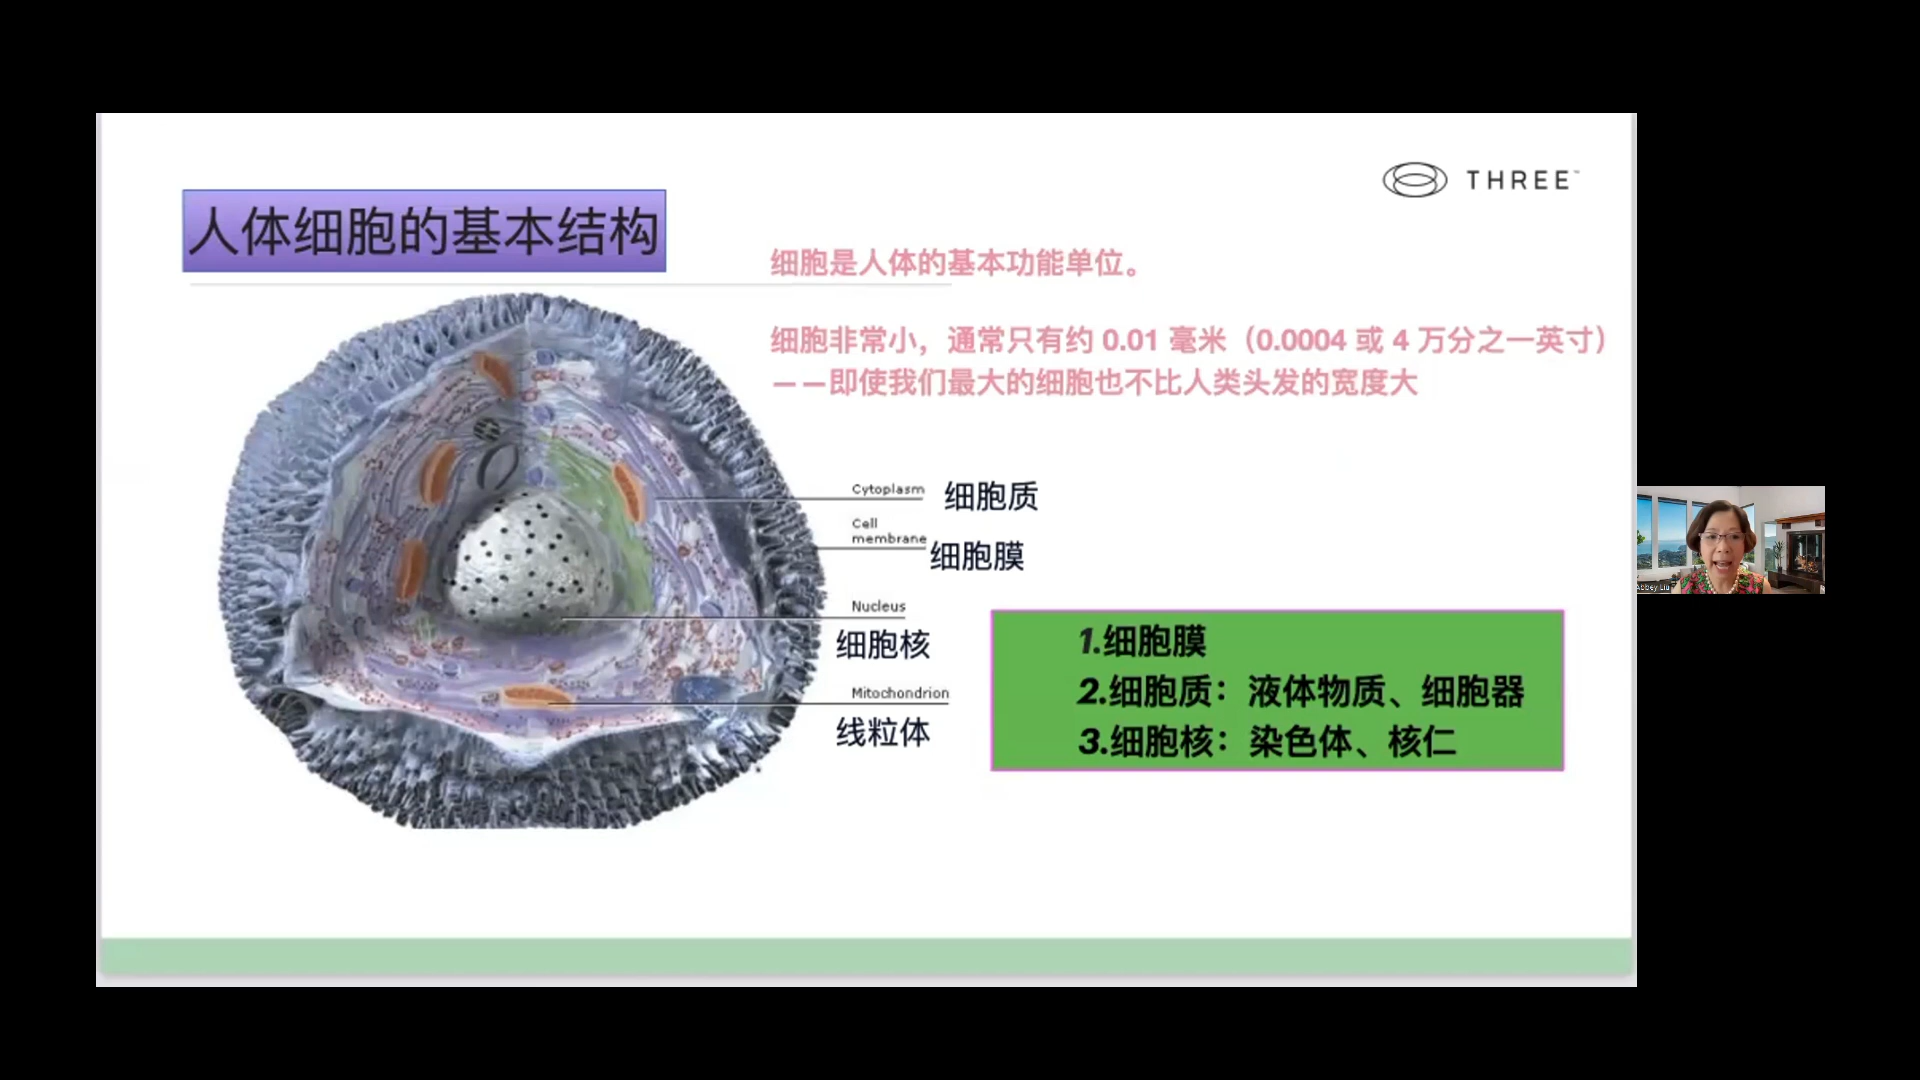 THREE™
人体细胞的基本结构
细胞是人体的基本功能单位。
细胞非常小，通常只有约 0.01 毫米（0.0004 或 4 万分之一英寸）
——即使我们最大的细胞也不比人类头发的宽度大
Cytoplasm 细胞质
Cell
membrane 细胞膜
Nucleus
细胞核
Mitochondrion
线粒体
1.细胞膜
2.细胞质：液体物质、细胞器
3.细胞核：染色体、核仁
Abbey Liu